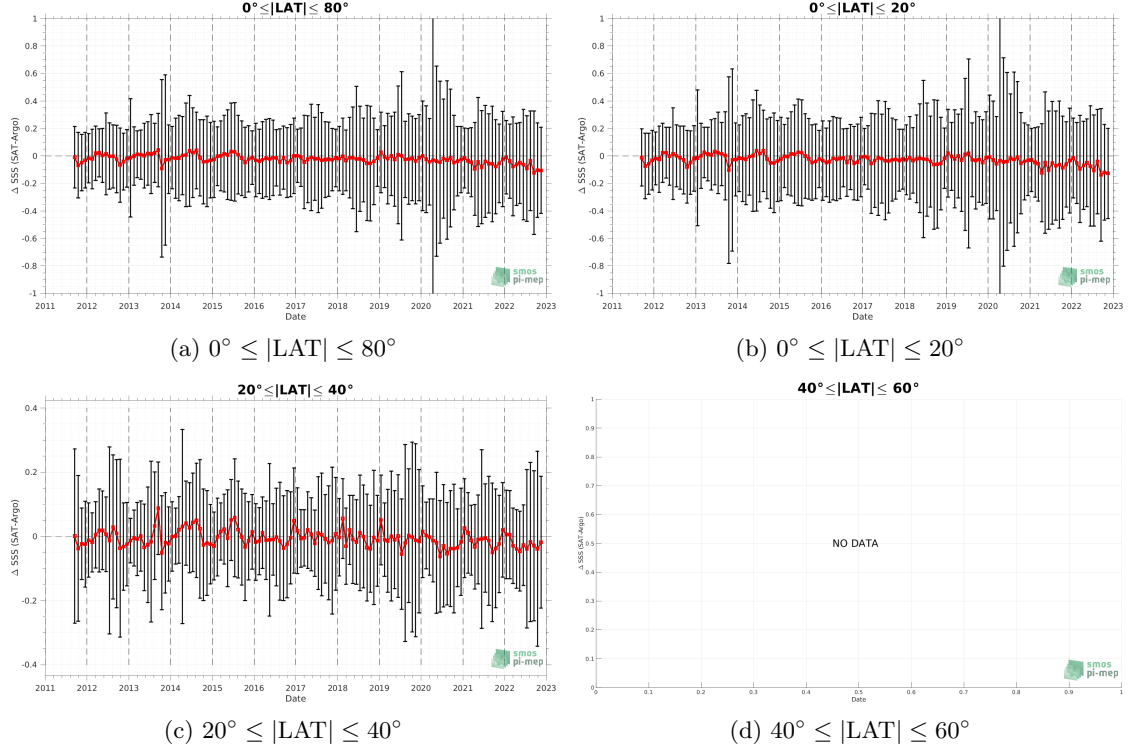 0°≤|LAT|≤ 80°
1
0.8
0.6
0.4
0.2
0
-0.2
-0.4
-0.6
-0.8
-1
Δ SSS (SAT-Argo)
2011 2012 2013 2014 2015 2016 2017 2018 2019 2020 2021 2022 2023
Date
smos
pi-mep
(a) 0° ≤ |LAT| ≤ 80°
0°≤|LAT|≤ 20°
1
0.8
0.6
0.4
0.2
0
-0.2
-0.4
-0.6
-0.8
-1
Δ SSS (SAT-Argo)
2011 2012 2013 2014 2015 2016 2017 2018 2019 2020 2021 2022 2023
Date
smos
pi-mep
(b) 0° ≤ |LAT| ≤ 20°
20°≤|LAT|≤ 40°
0.4
0.2
0
-0.2
-0.4
Δ SSS (SAT-Argo)
2011 2012 2013 2014 2015 2016 2017 2018 2019 2020 2021 2022 2023
Date
smos
pi-mep
(c) 20° ≤ |LAT| ≤ 40°
40°≤|LAT|≤ 60°
1
0.9
0.8
0.7
0.6
0.5
0.4
0.3
0.2
0.1
0
Δ SSS (SAT-Argo)
NO DATA
0 0.1 0.2 0.3 0.4 0.5 0.6 0.7 0.8 0.9 1
Date
smos
pi-mep
(d) 40° ≤ |LAT| ≤ 60°